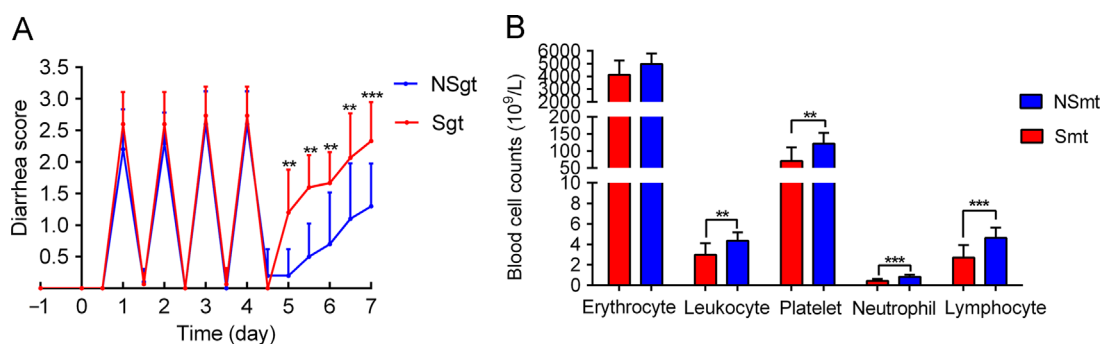 A
Diarrhea score
3.5
3.0
2.5
2.0
1.5
1.0
0.5
−1 0 1 2 3 4 5 6 7
Time (day)
** ** ** ** ***
NSgt
Sgt
B
Blood cell counts (10⁹/L)
6000
5000
4000
3000
2000
200
150
100
50
10
8
6
4
2
0
** ** *** ***
Erythrocyte Leukocyte Platelet Neutrophil Lymphocyte
NSmt
Smt